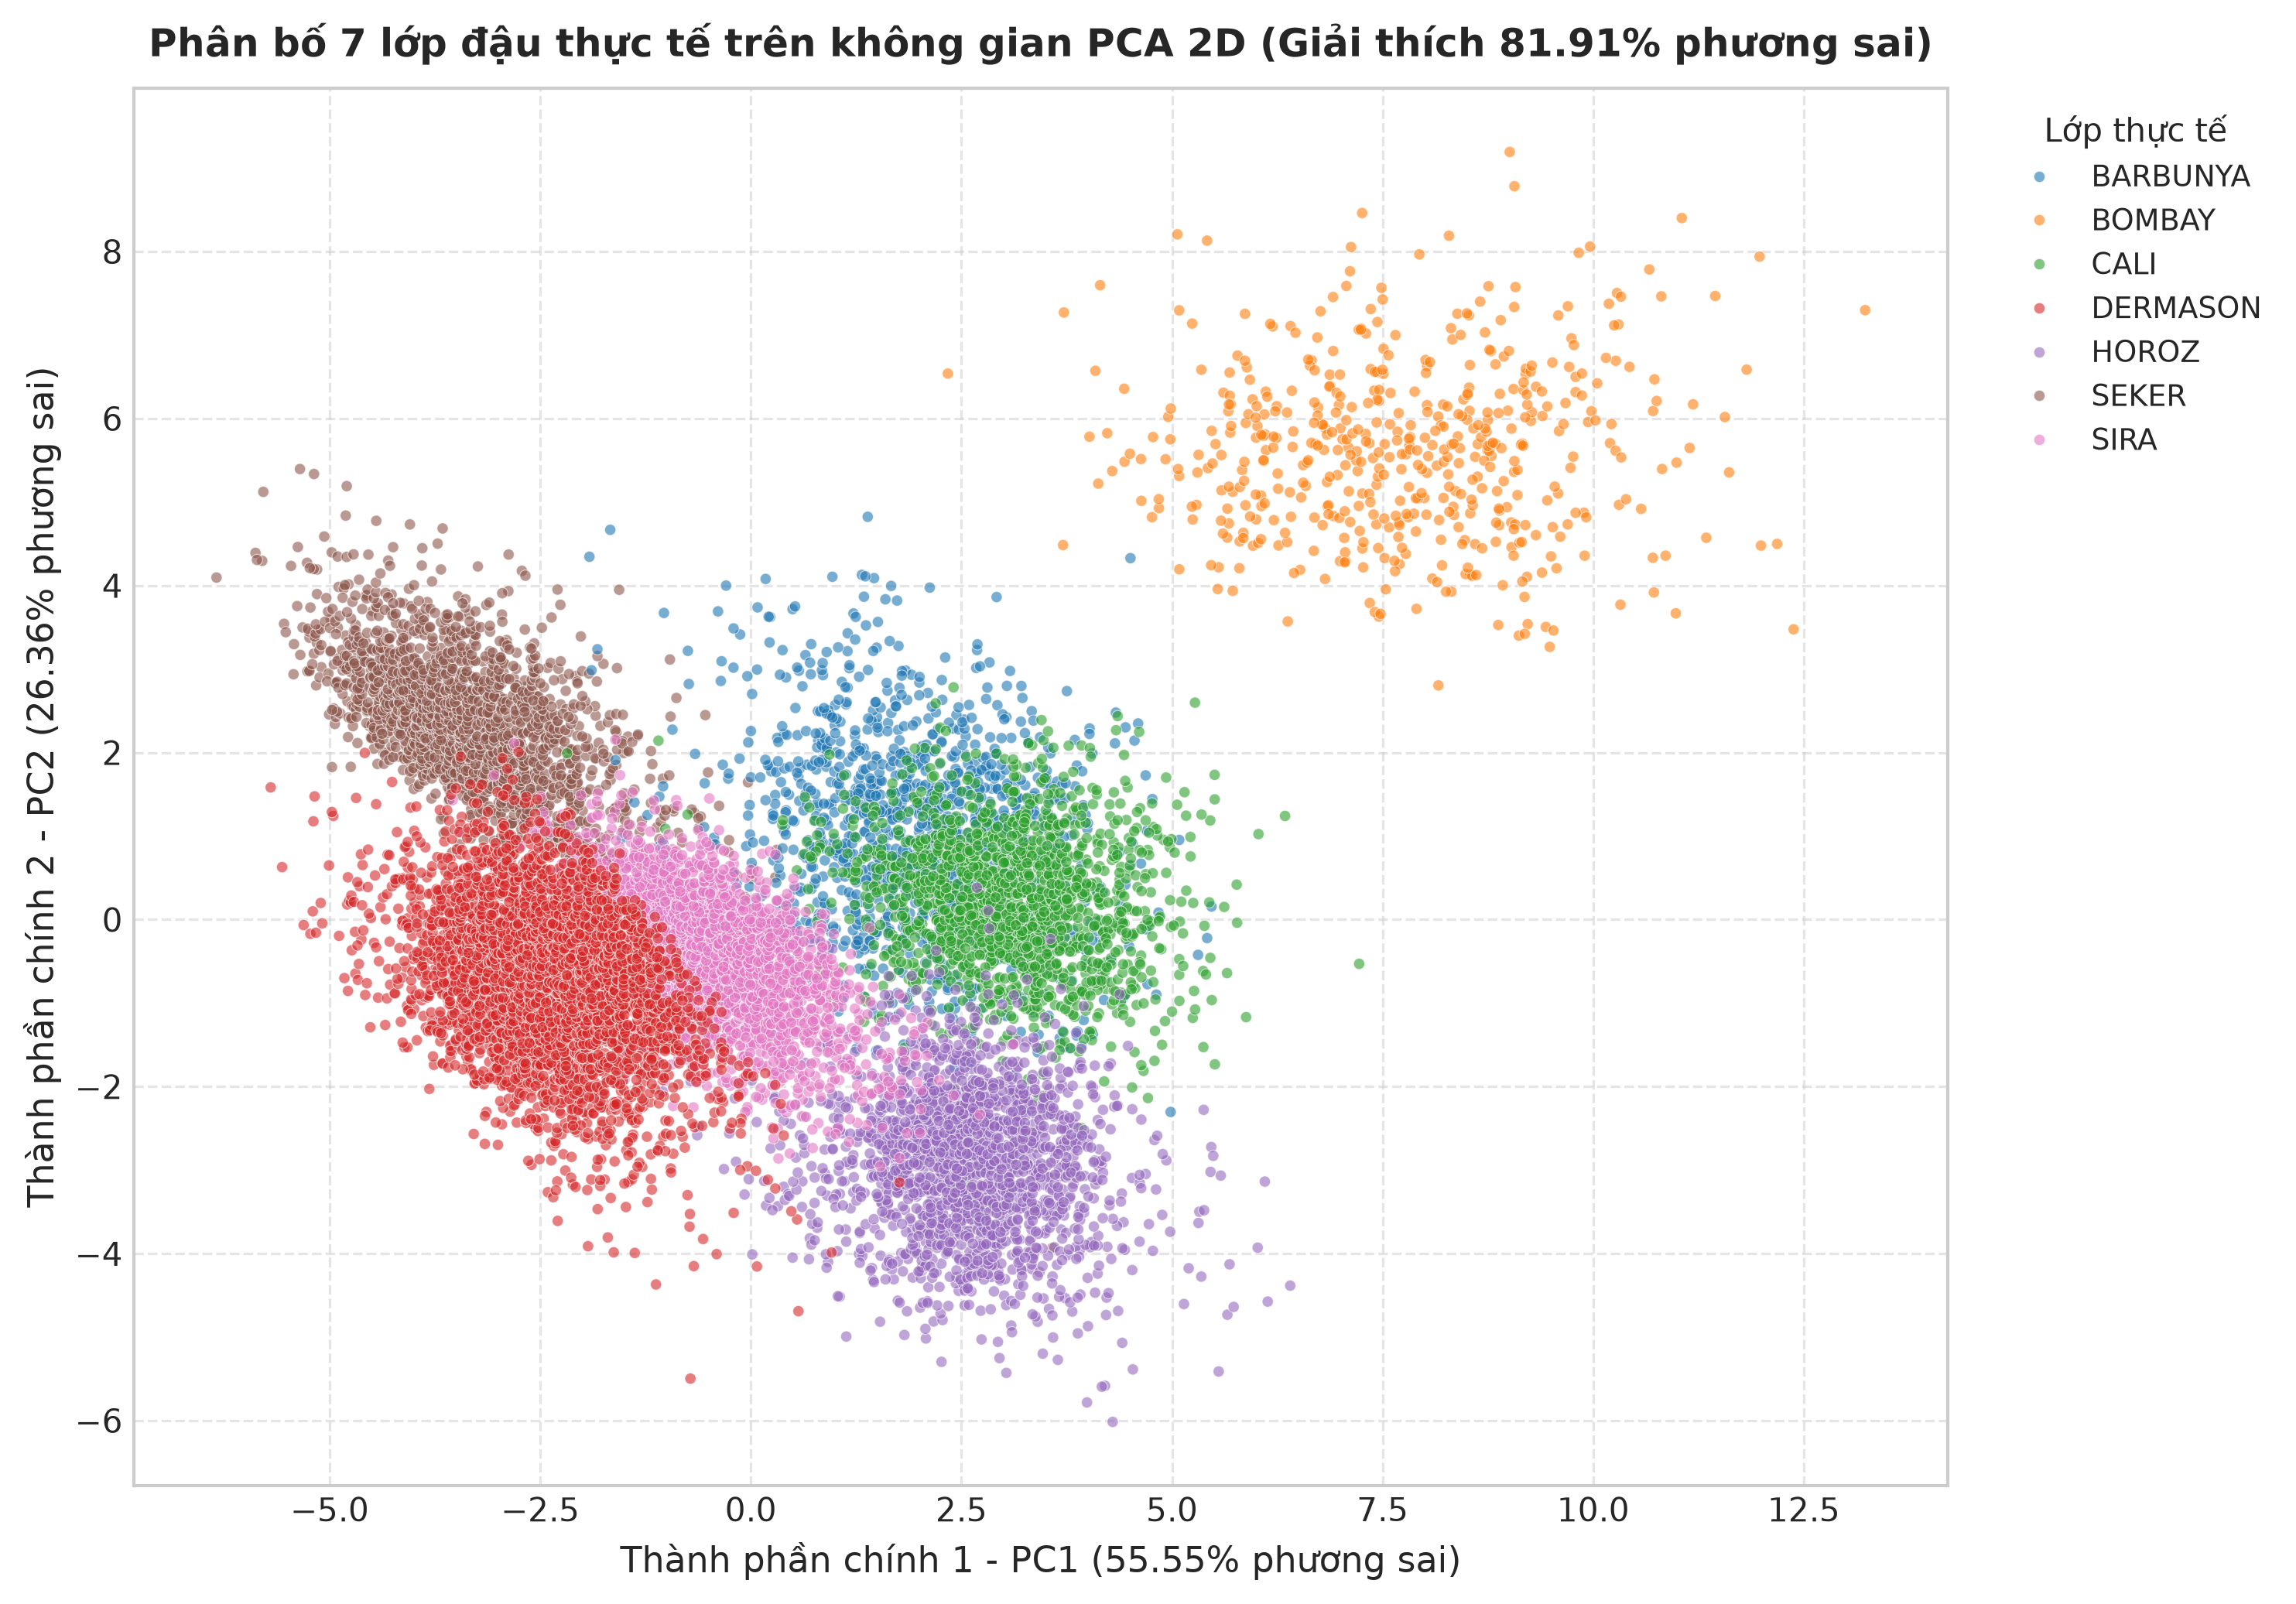 Phân bố 7 lớp đậu thực tế trên không gian PCA 2D (Giải thích 81.91% phương sai)
Lớp thực tế
BARBUNYA
BOMBAY
CALI
DERMASON
HOROZ
SEKER
SIRA
Thành phần chính 2 - PC2 (26.36% phương sai)
8
6
4
2
0
−2
−4
−6
−5.0
−2.5
0.0
2.5
5.0
7.5
10.0
12.5
Thành phần chính 1 - PC1 (55.55% phương sai)